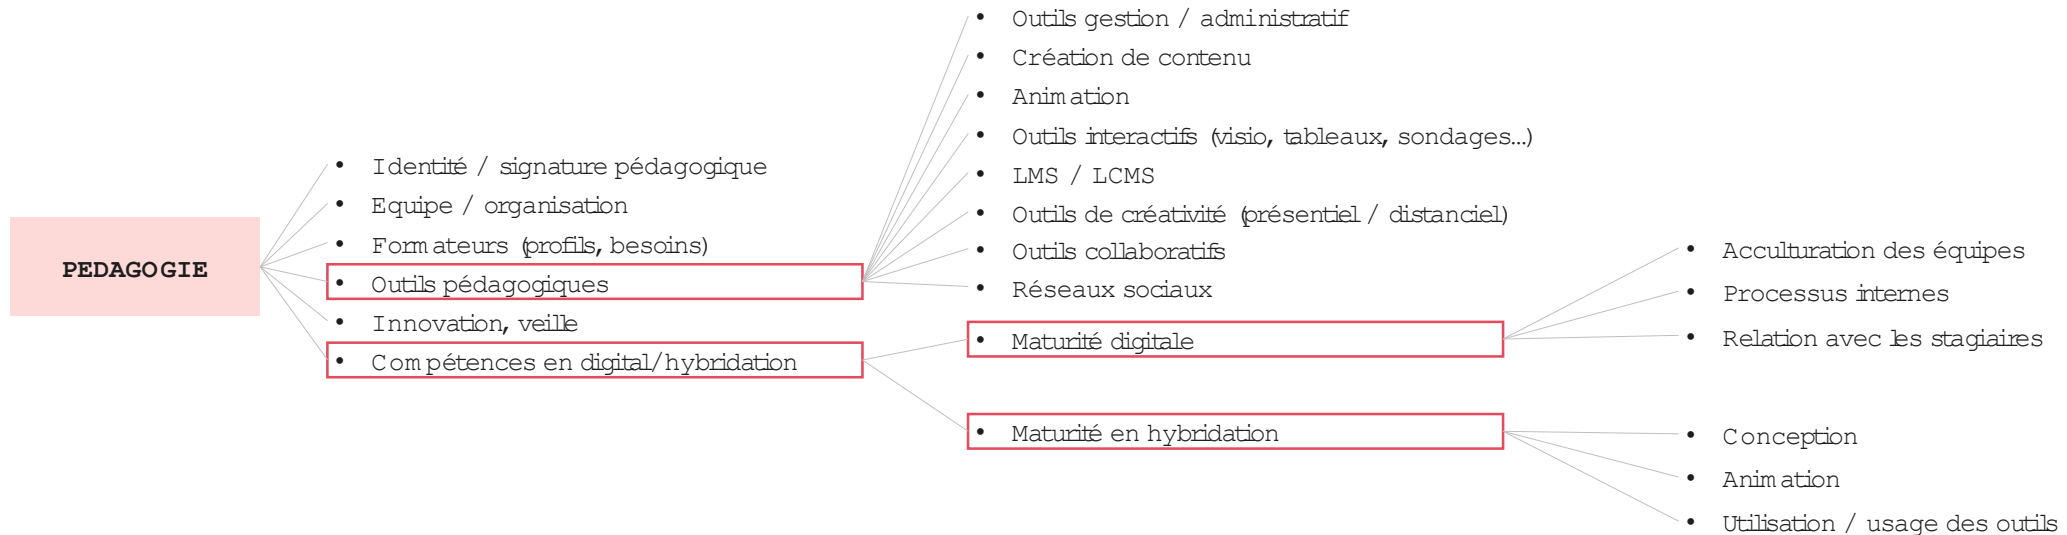 PEDAGOGIE
• Identité / signature pédagogique
• Equipe / organisation
• Formateurs (profils, besoins)
• Outils pédagogiques
• Innovation, veille
• Compétences en digital/hybridation
• Outils gestion / administratif
• Création de contenu
• Animation
• Outils interactifs (visio, tableaux, sondages…)
• LMS / LCMS
• Outils de créativité (présentiel / distanciel)
• Outils collaboratifs
• Réseaux sociaux
• Maturité digitale
• Maturité en hybridation
• Acculturation des équipes
• Processus internes
• Relation avec les stagiaires
• Conception
• Animation
• Utilisation / usage des outils